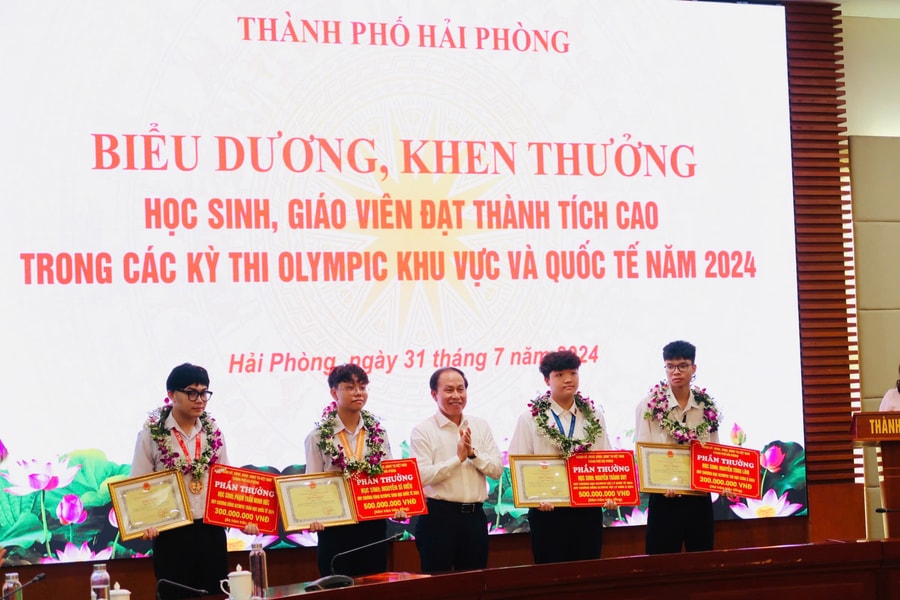 THÀNH PHỐ HẢI PHÒNG
BIỂU DƯƠNG, KHEN THƯỞNG
HỌC SINH, GIÁO VIÊN ĐẠT THÀNH TÍCH CAO
TRONG CÁC KỲ THI OLYMPIC KHU VỰC VÀ QUỐC TẾ NĂM 2024
Hải Phòng, ngày 31 tháng 7 năm 2024
PHẦN THƯỞNG
300.000.000 VNĐ
PHẦN THƯỞNG
500.000.000 VNĐ
PHẦN THƯỞNG
HỌC SINH, NGUYỄN THÀNH DUY
500.000.000 VNĐ
PHẦN THƯỞNG
300.000.000 VNĐ
THÀNH